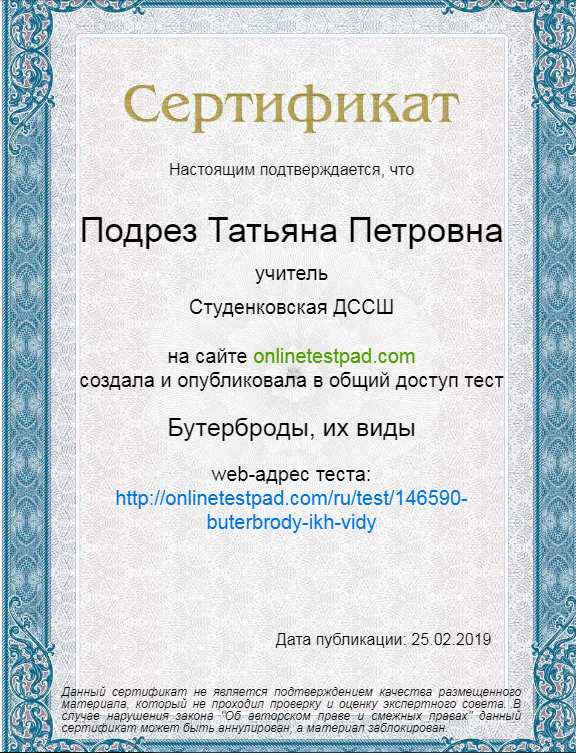 Сертификат
Настоящим подтверждается, что
Подрез Татьяна Петровна
учитель
Студенковская ДССШ
на сайте onlinetestpad.com
создала и опубликовала в общий доступ тест
Бутерброды, их виды
web-адрес теста:
http://onlinetestpad.com/ru/test/146590-
buterbrody-ikh-vidy
Дата публикации: 25.02.2019
Данный сертификат не является подтверждением качества размещенного
материала, который не проходил проверку и оценку экспертного совета. В
случае нарушения закона "Об авторском праве и смежных правах" данный
сертификат может быть аннулирован, а материал заблокирован.